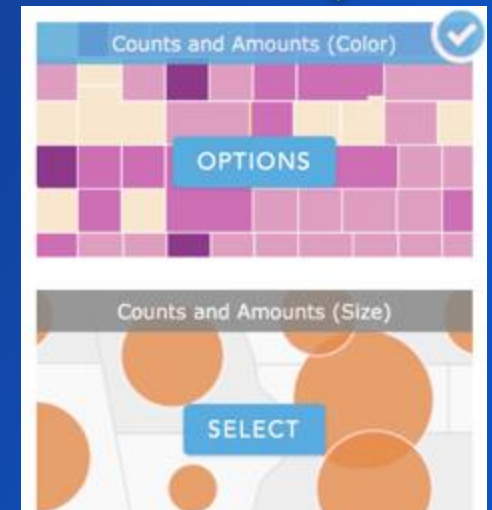 Counts and Amounts (Color)
OPTIONS
Counts and Amounts (Size)
SELECT